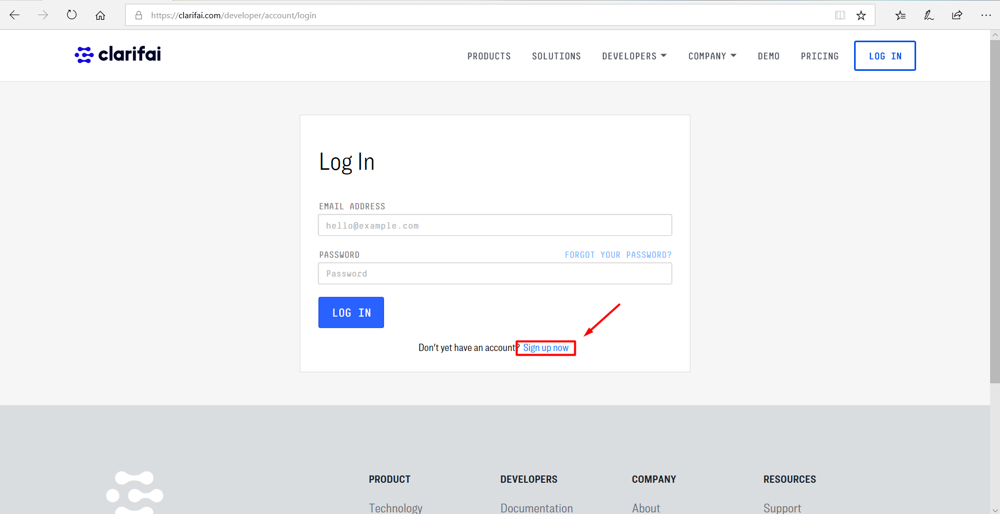 https://clarifai.com/developer/account/login
clarifai
PRODUCTS SOLUTIONS DEVELOPERS COMPANY DEMO PRICING LOG IN
Log In
EMAIL ADDRESS
hello@example.com
PASSWORD FORGOT YOUR PASSWORD?
Password
LOG IN
Don’t yet have an account? Sign up now
PRODUCT DEVELOPERS COMPANY RESOURCES
Technology Documentation About Support